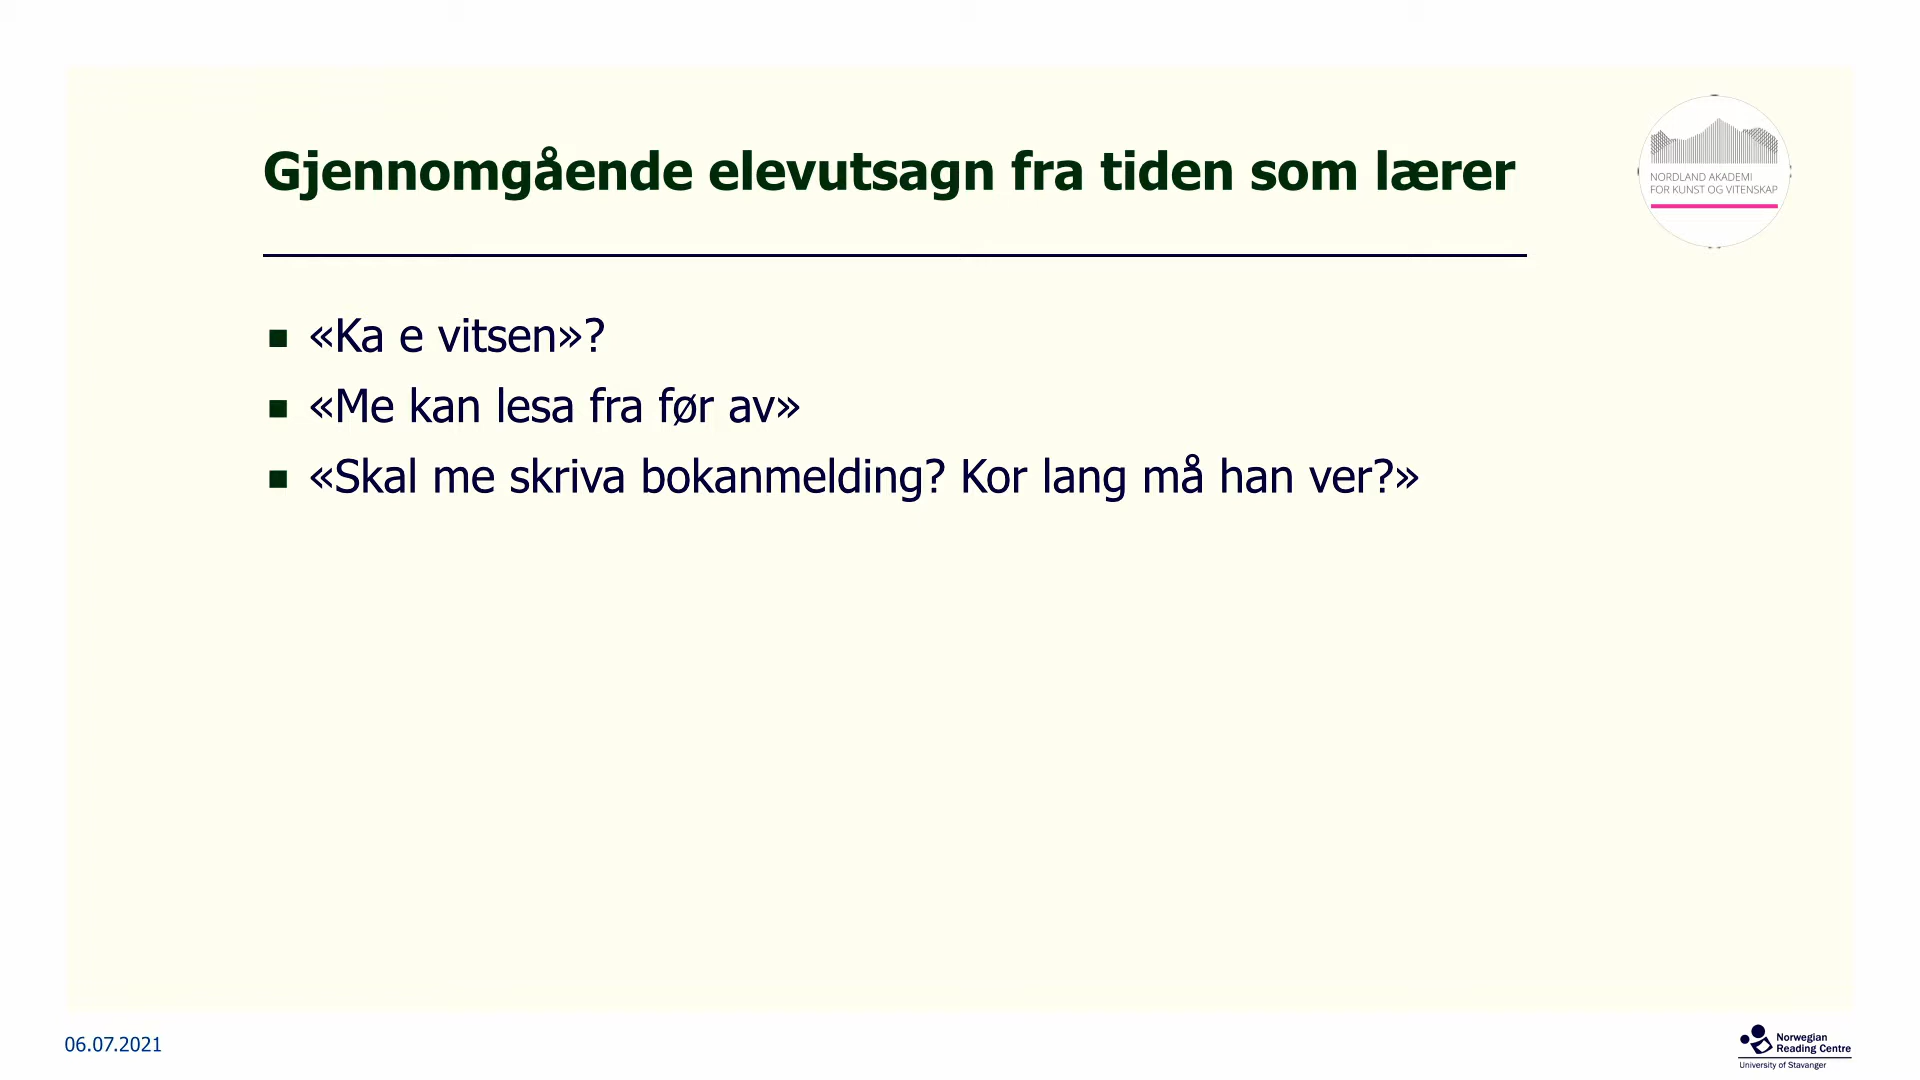 Gjennomgående elevutsagn fra tiden som lærer
NORDLAND AKADEMI
FOR KUNST OG VITENSKAP
«Ka e vitsen»?
«Me kan lesa fra før av»
«Skal me skriva bokanmelding? Kor lang må han ver?»
06.07.2021
Norwegian
Reading Centre
University of Stavanger